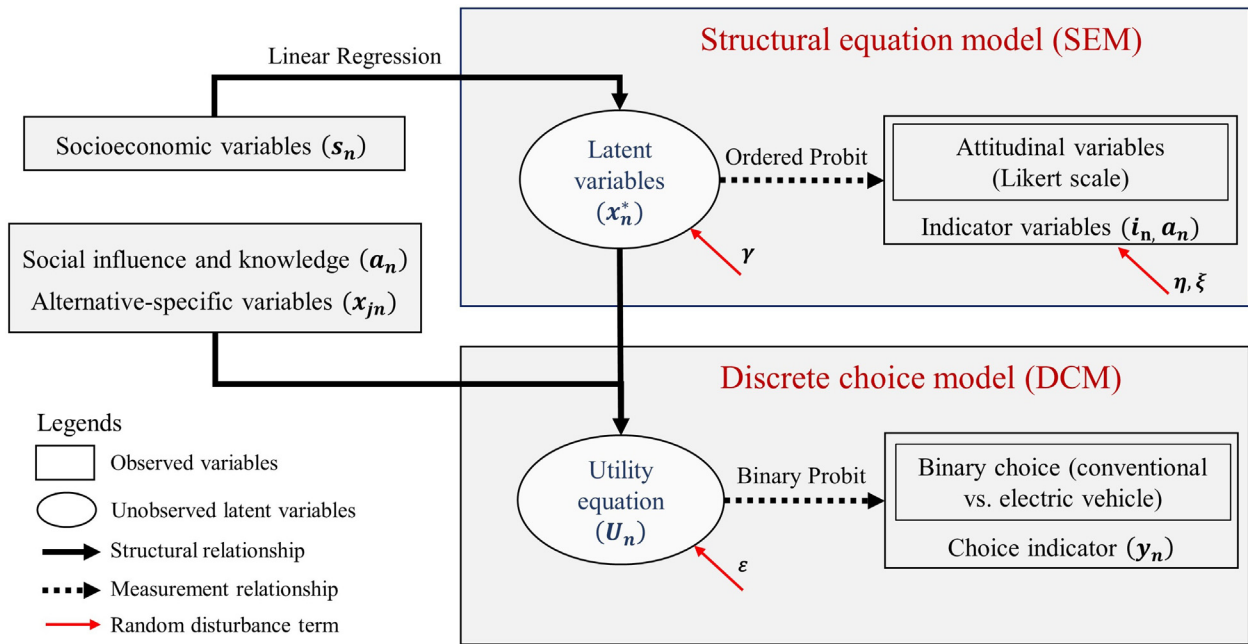 Structural equation model (SEM)
Linear Regression
Socioeconomic variables (sₙ)
Latent
variables
(x*ₙ)
Ordered Probit
Attitudinal variables
(Likert scale)
Indicator variables (iₙ, aₙ)
γ
η, ξ
Social influence and knowledge (aₙ)
Alternative-specific variables (xⱼₙ)
Discrete choice model (DCM)
Utility
equation
(Uₙ)
Binary Probit
Binary choice (conventional
vs. electric vehicle)
Choice indicator (yₙ)
ε
Legends
Observed variables
Unobserved latent variables
Structural relationship
Measurement relationship
Random disturbance term